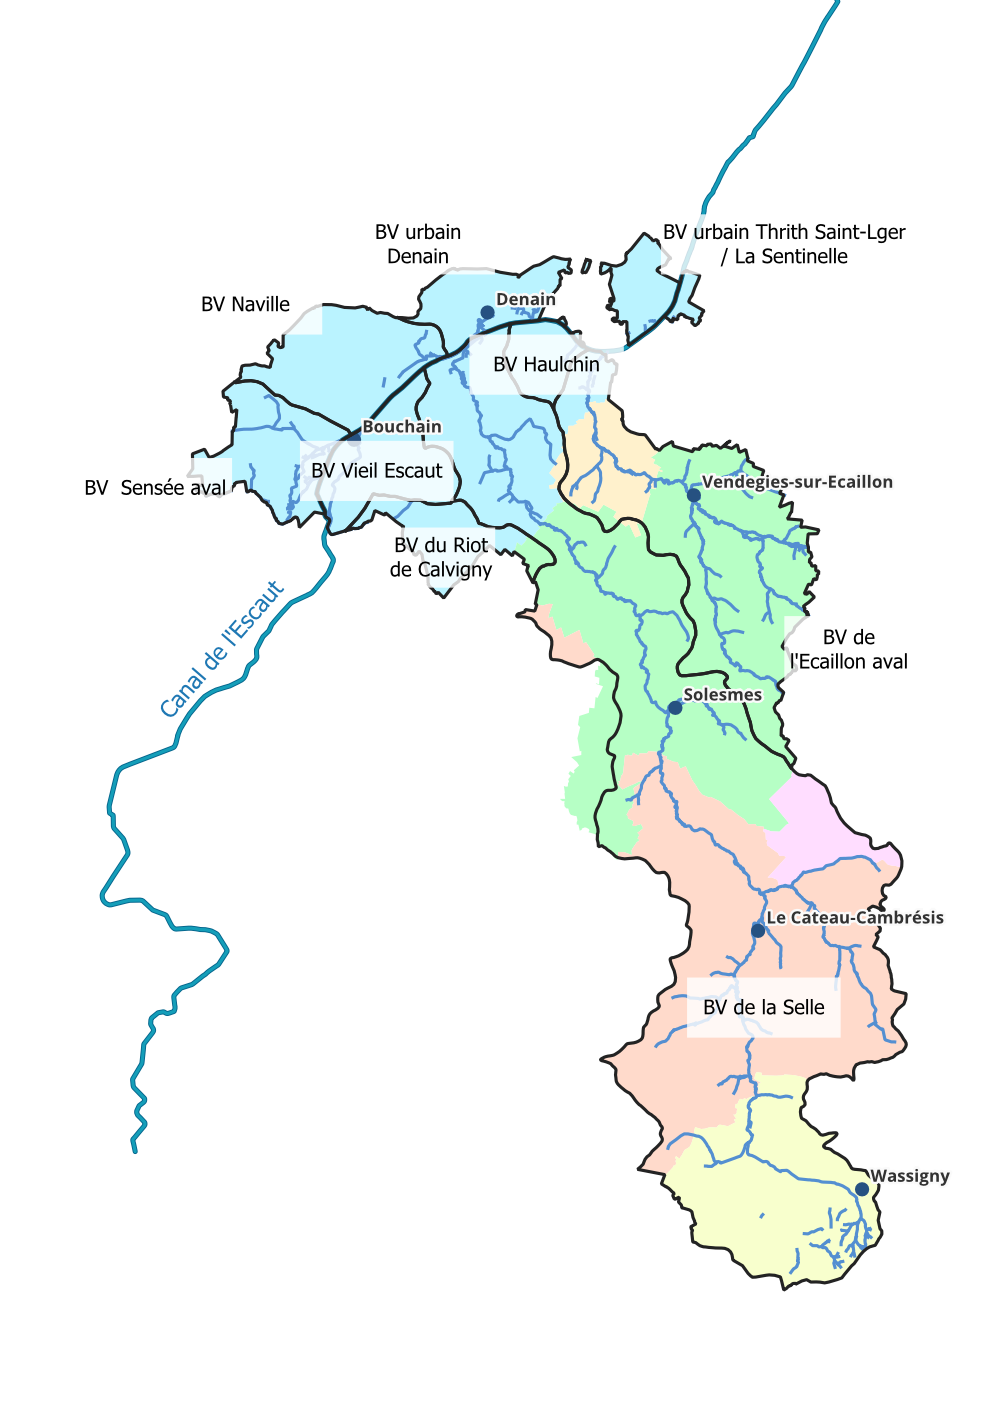 BV urbain
Denain
BV urbain Thrith Saint-Lger
/ La Sentinelle
BV Naville
Denain
BV Haulchin
Bouchain
BV Vieil Escaut
BV  Sensée aval
Vendegies-sur-Ecaillon
BV du Riot
de Calvigny
Canal de l'Escaut
BV de
l'Ecaillon aval
Solesmes
Le Cateau-Cambrésis
BV de la Selle
Wassigny